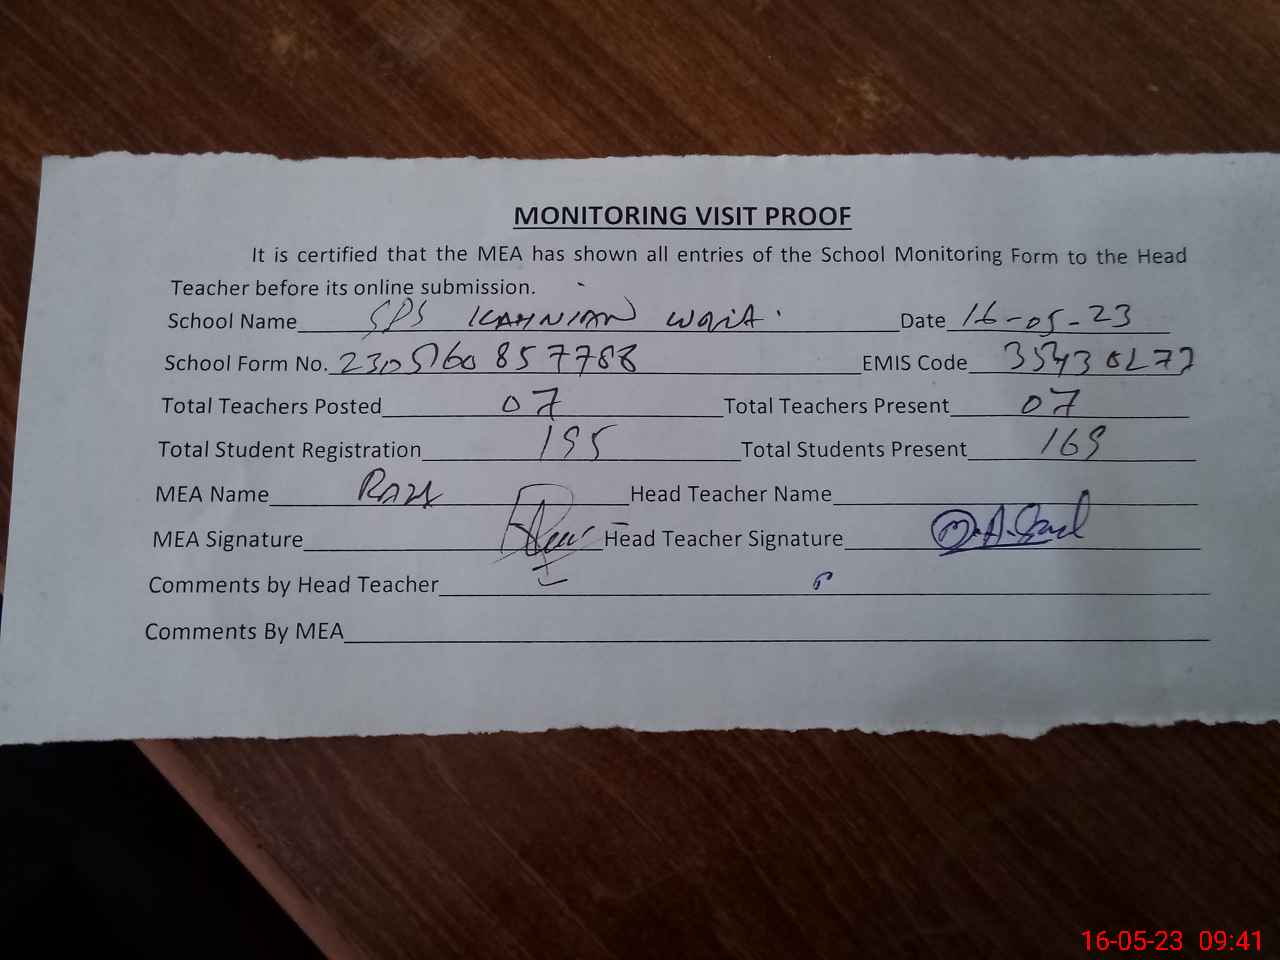 MONITORING VISIT PROOF
It is certified that the MEA has shown all entries of the School Monitoring Form to the Head
Teacher before its online submission.
School Name Date 16-05-23
School Form No. EMIS Code
Total Teachers Posted 07 Total Teachers Present 07
Total Student Registration 195 Total Students Present 169
MEA Name Head Teacher Name
MEA Signature Head Teacher Signature
Comments by Head Teacher
Comments By MEA
16-05-23 09:41